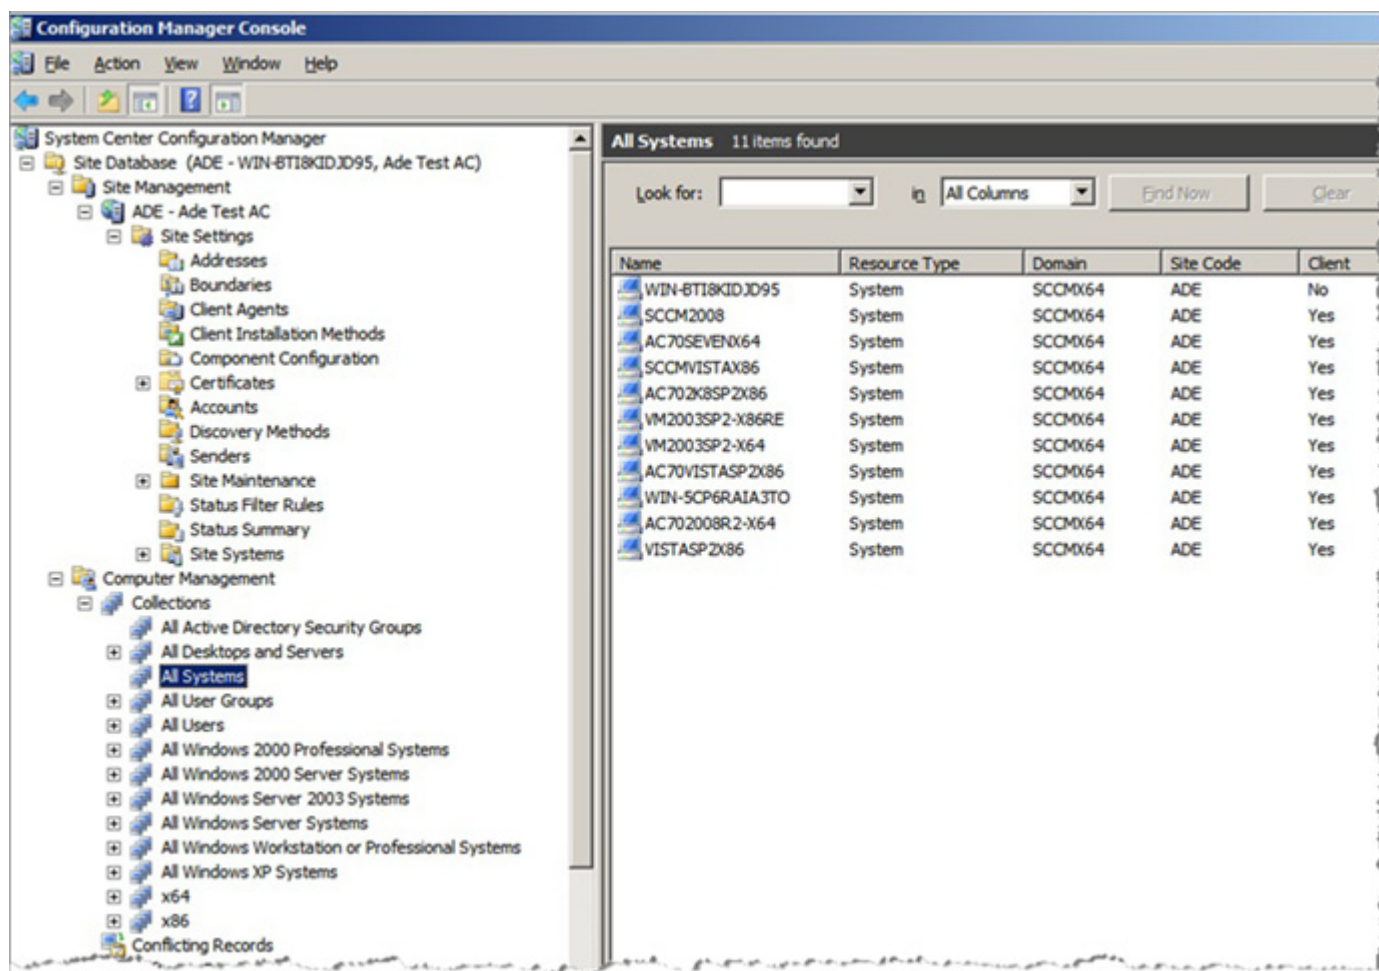 Configuration Manager Console
File Action View Window Help
System Center Configuration Manager
Site Database (ADE - WIN-BTI8KIDJD95, Ade Test AC)
Site Management
ADE - Ade Test AC
Site Settings
Addresses
Boundaries
Client Agents
Client Installation Methods
Component Configuration
Certificates
Accounts
Discovery Methods
Senders
Site Maintenance
Status Filter Rules
Status Summary
Site Systems
Computer Management
Collections
All Active Directory Security Groups
All Desktops and Servers
All Systems
All User Groups
All Users
All Windows 2000 Professional Systems
All Windows 2000 Server Systems
All Windows Server 2003 Systems
All Windows Server Systems
All Windows Workstation or Professional Systems
All Windows XP Systems
x64
x86
Conflicting Records
All Systems 11 items found
Look for: in All Columns Find Now Clear
Name Resource Type Domain Site Code Client
WIN-BTI8KIDJD95 System SCCMX64 ADE No
SCCM2008 System SCCMX64 ADE Yes
AC70SEVENX64 System SCCMX64 ADE Yes
SCCMVISTAX86 System SCCMX64 ADE Yes
AC702K8SP2X86 System SCCMX64 ADE Yes
VM2003SP2-X86RE System SCCMX64 ADE Yes
VM2003SP2-X64 System SCCMX64 ADE Yes
AC70VISTASP2X86 System SCCMX64 ADE Yes
WIN-5CP6RAIA3TO System SCCMX64 ADE Yes
AC702008R2-X64 System SCCMX64 ADE Yes
VISTASP2X86 System SCCMX64 ADE Yes